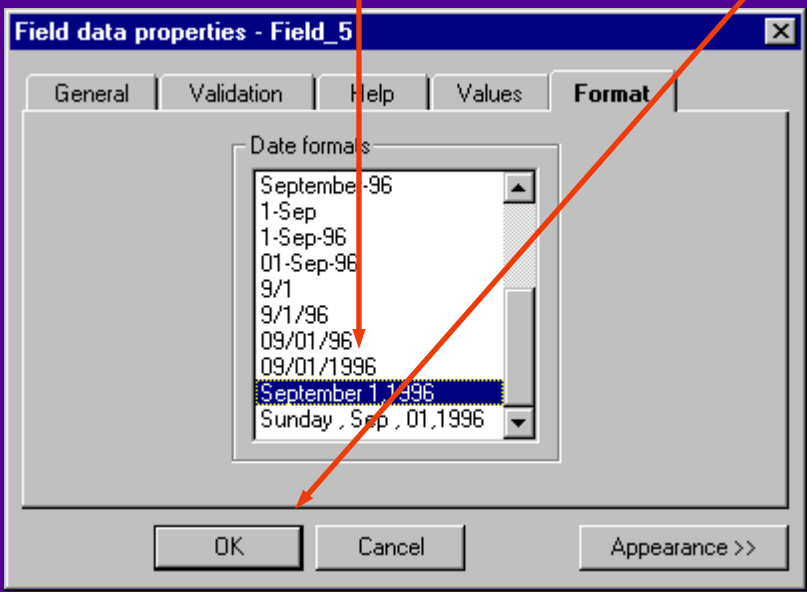 Field data properties - Field_5
General Validation Help Values Format
Date formats
September-96
1-Sep
1-Sep-96
01-Sep-96
9/1
9/1/96
09/01/96
09/01/1996
September 1,1996
Sunday , Sep , 01,1996
OK Cancel Appearance >>